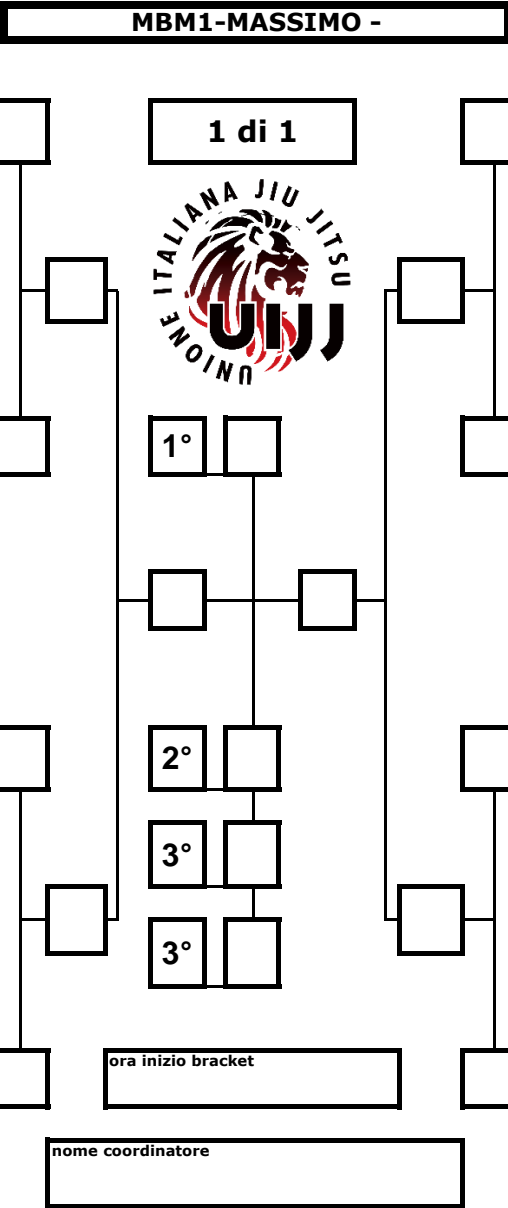 MBM1-MASSIMO -
1 di 1
UNIONE ITALIANA JIU JITSU
UIJJ
1°
2°
3°
3°
ora inizio bracket
nome coordinatore